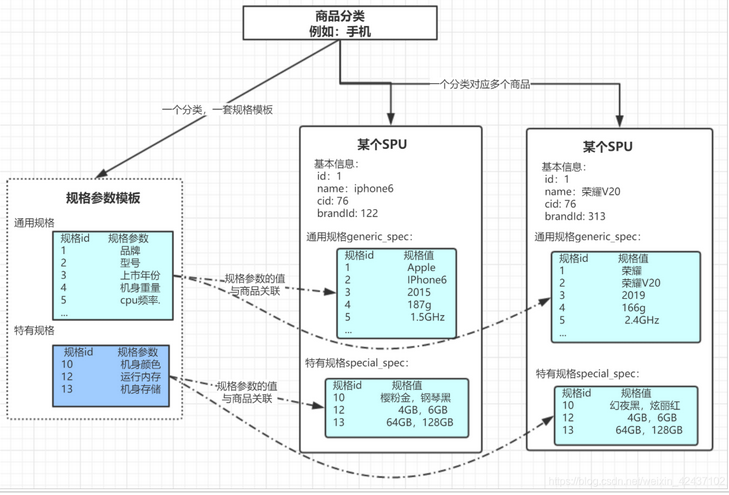 商品分类
例如：手机
一个分类，一套规格模板
一个分类对应多个商品
规格参数模板
通用规格
规格id 规格参数
1 品牌
2 型号
3 上市年份
4 机身重量
5 cpu频率.
...
特有规格
规格id 规格参数
10 机身颜色
12 运行内存
13 机身存储
规格参数的值
与商品关联
规格参数的值
与商品关联
某个SPU
基本信息：
id：1
name：iphone6
cid: 76
brandId: 122
通用规格generic_spec：
规格id 规格值
1 Apple
2 IPhone6
3 2015
4 187g
5 1.5GHz
...
特有规格special_spec：
规格id 规格值
10 樱粉金，钢琴黑
12 4GB，6GB
13 64GB，128GB
某个SPU
基本信息：
id：1
name：荣耀V20
cid: 76
brandId: 313
通用规格generic_spec：
规格id 规格值
1 荣耀
2 荣耀V20
3 2019
4 166g
5 2.4GHz
...
特有规格special_spec：
规格id 规格值
10 幻夜黑，炫丽红
12 4GB，6GB
13 64GB，128GB
https://blog.csdn.net/weixin_42437102